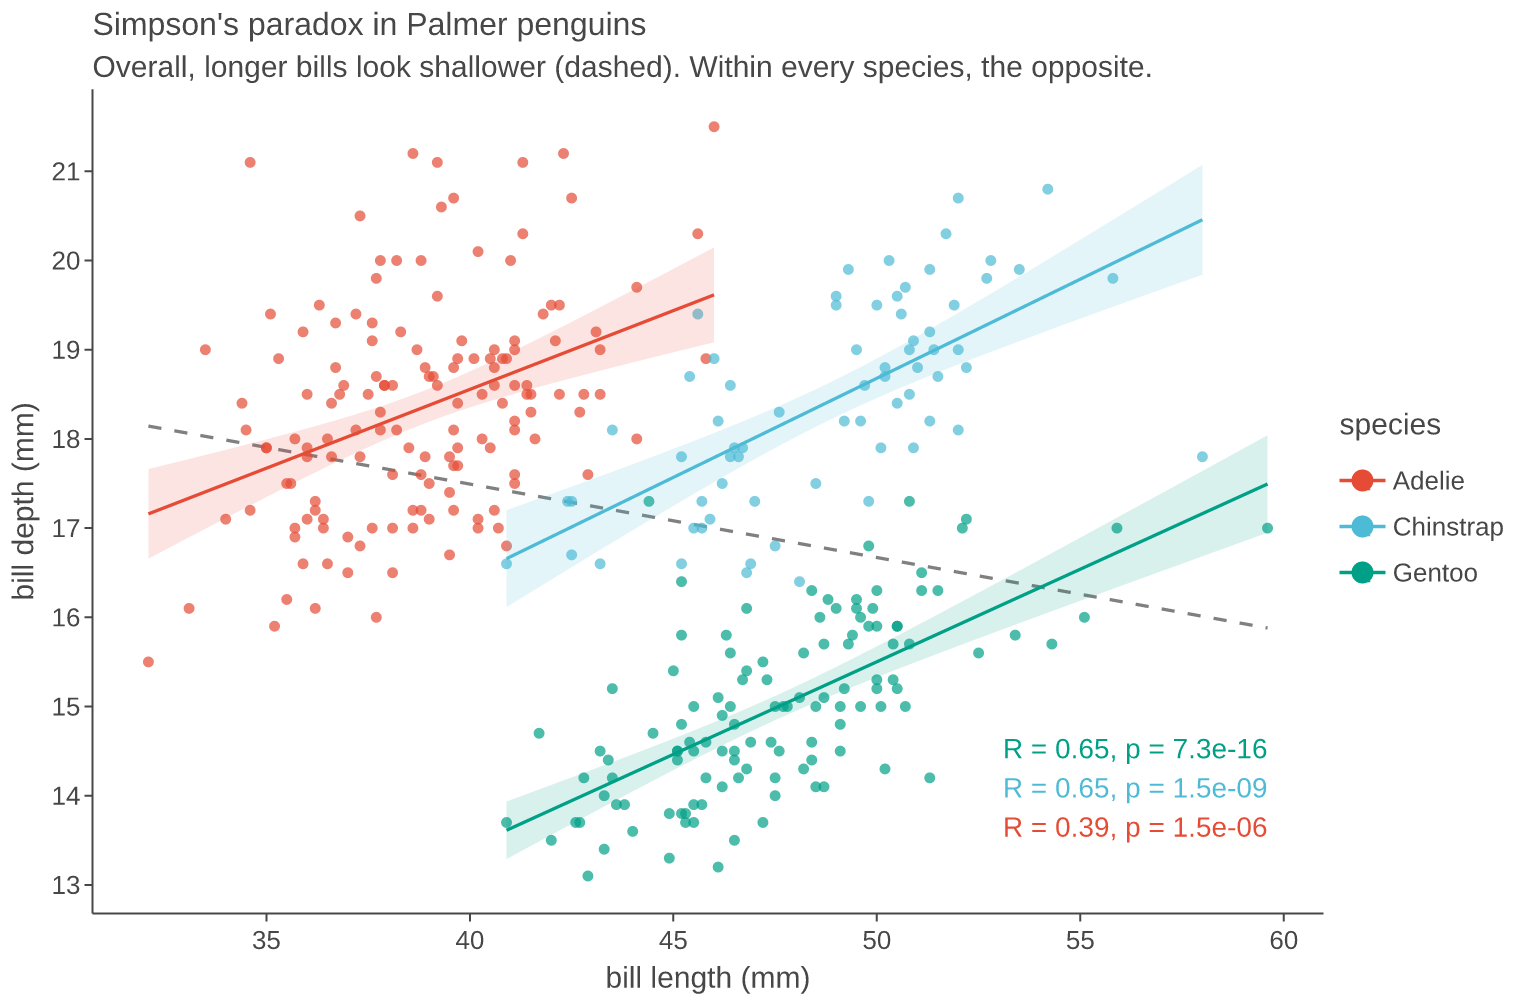 Simpson's paradox in Palmer penguins
Overall, longer bills look shallower (dashed). Within every species, the opposite.
21
20
19
18
17
16
15
14
13
bill depth (mm)
35
40
45
50
55
60
bill length (mm)
R = 0.65, p = 7.3e-16
R = 0.65, p = 1.5e-09
R = 0.39, p = 1.5e-06
species
Adelie
Chinstrap
Gentoo